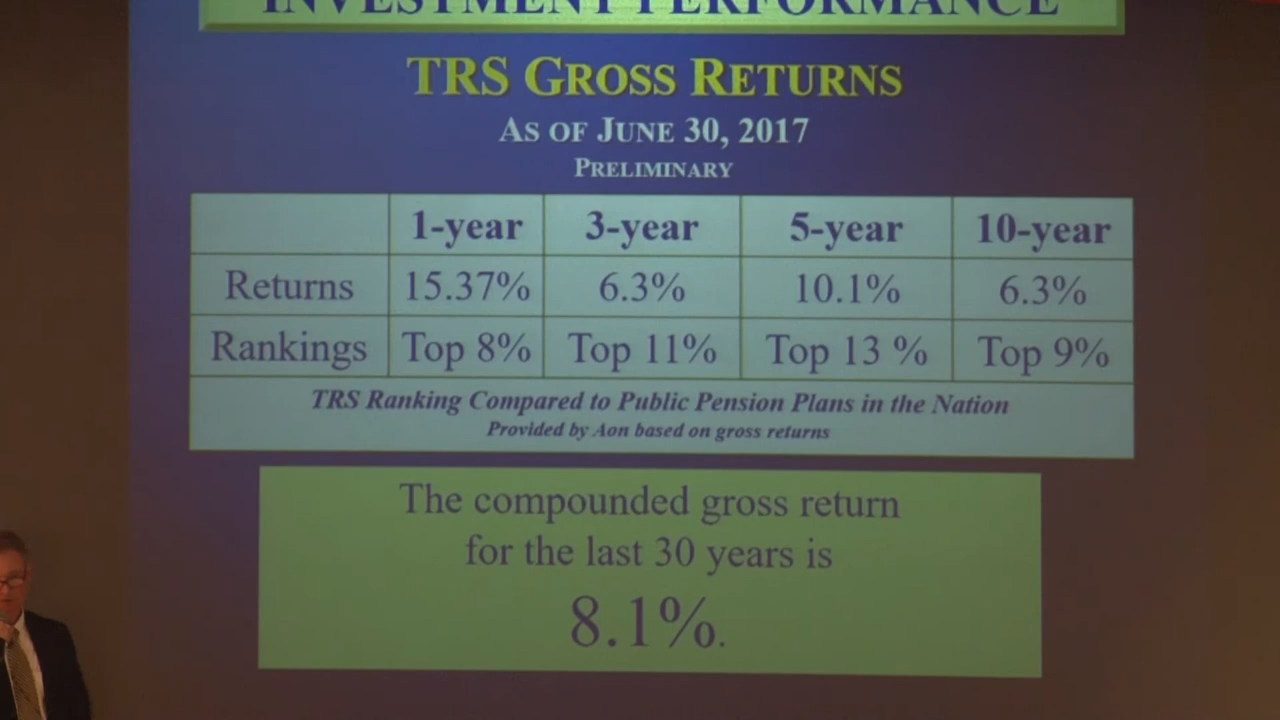 INVESTMENT PERFORMANCE
TRS GROSS RETURNS
AS OF JUNE 30, 2017
PRELIMINARY
1-year 3-year 5-year 10-year
Returns 15.37% 6.3% 10.1% 6.3%
Rankings Top 8% Top 11% Top 13 % Top 9%
TRS Ranking Compared to Public Pension Plans in the Nation
Provided by Aon based on gross returns
The compounded gross return
for the last 30 years is
8.1%.